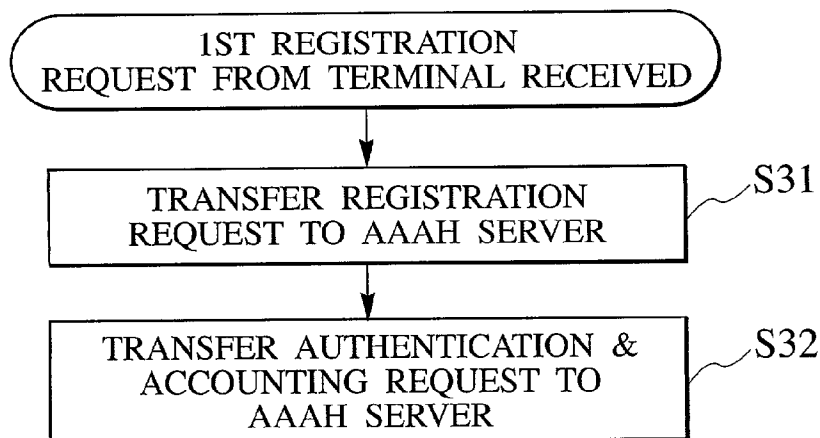 1ST REGISTRATION
REQUEST FROM TERMINAL RECEIVED
TRANSFER REGISTRATION
REQUEST TO AAAH SERVER
S31
TRANSFER AUTHENTICATION &
ACCOUNTING REQUEST TO
AAAH SERVER
S32